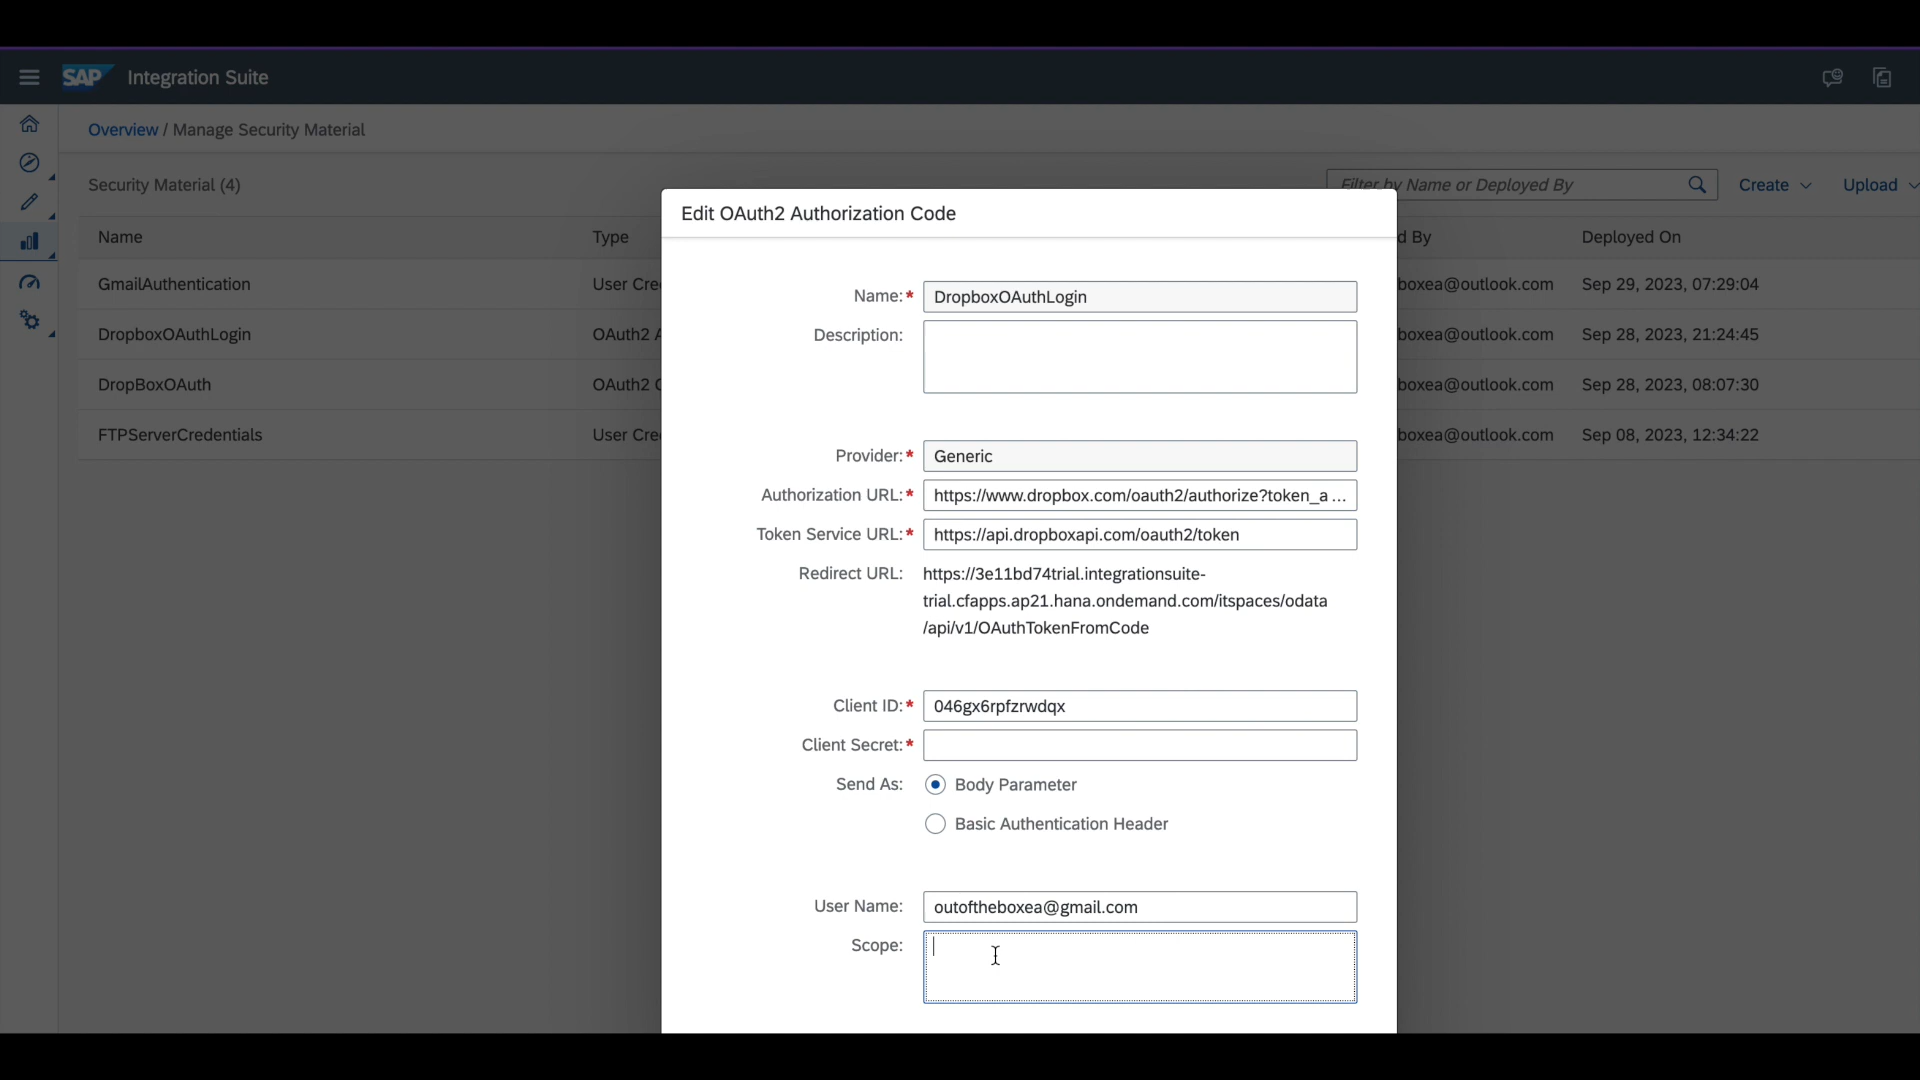 SAP Integration Suite
Overview / Manage Security Material
Security Material (4)
Filter by Name or Deployed By
Create
Upload
Name
Type
d By
Deployed On
GmailAuthentication
User Cre
boxea@outlook.com
Sep 29, 2023, 07:29:04
DropboxOAuthLogin
OAuth2 A
boxea@outlook.com
Sep 28, 2023, 21:24:45
DropBoxOAuth
OAuth2 C
boxea@outlook.com
Sep 28, 2023, 08:07:30
FTPServerCredentials
User Cre
boxea@outlook.com
Sep 08, 2023, 12:34:22
Edit OAuth2 Authorization Code
Name:* DropboxOAuthLogin
Description:
Provider:* Generic
Authorization URL:* https://www.dropbox.com/oauth2/authorize?token_a ...
Token Service URL:* https://api.dropboxapi.com/oauth2/token
Redirect URL: https://3e11bd74trial.integrationsuite-
trial.cfapps.ap21.hana.ondemand.com/itspaces/odata
/api/v1/OAuthTokenFromCode
Client ID:* 046gx6rpfzrwdqx
Client Secret:*
Send As: Body Parameter
Basic Authentication Header
User Name: outoftheboxea@gmail.com
Scope: